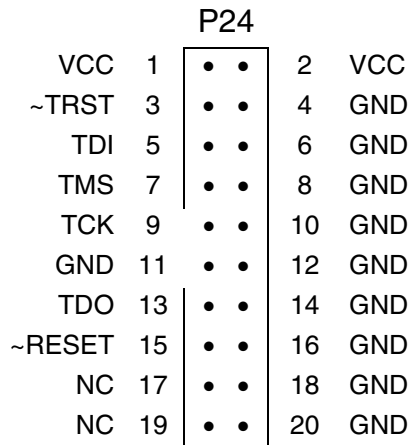 P24
VCC 1 2 VCC
~TRST 3 4 GND
TDI 5 6 GND
TMS 7 8 GND
TCK 9 10 GND
GND 11 12 GND
TDO 13 14 GND
~RESET 15 16 GND
NC 17 18 GND
NC 19 20 GND